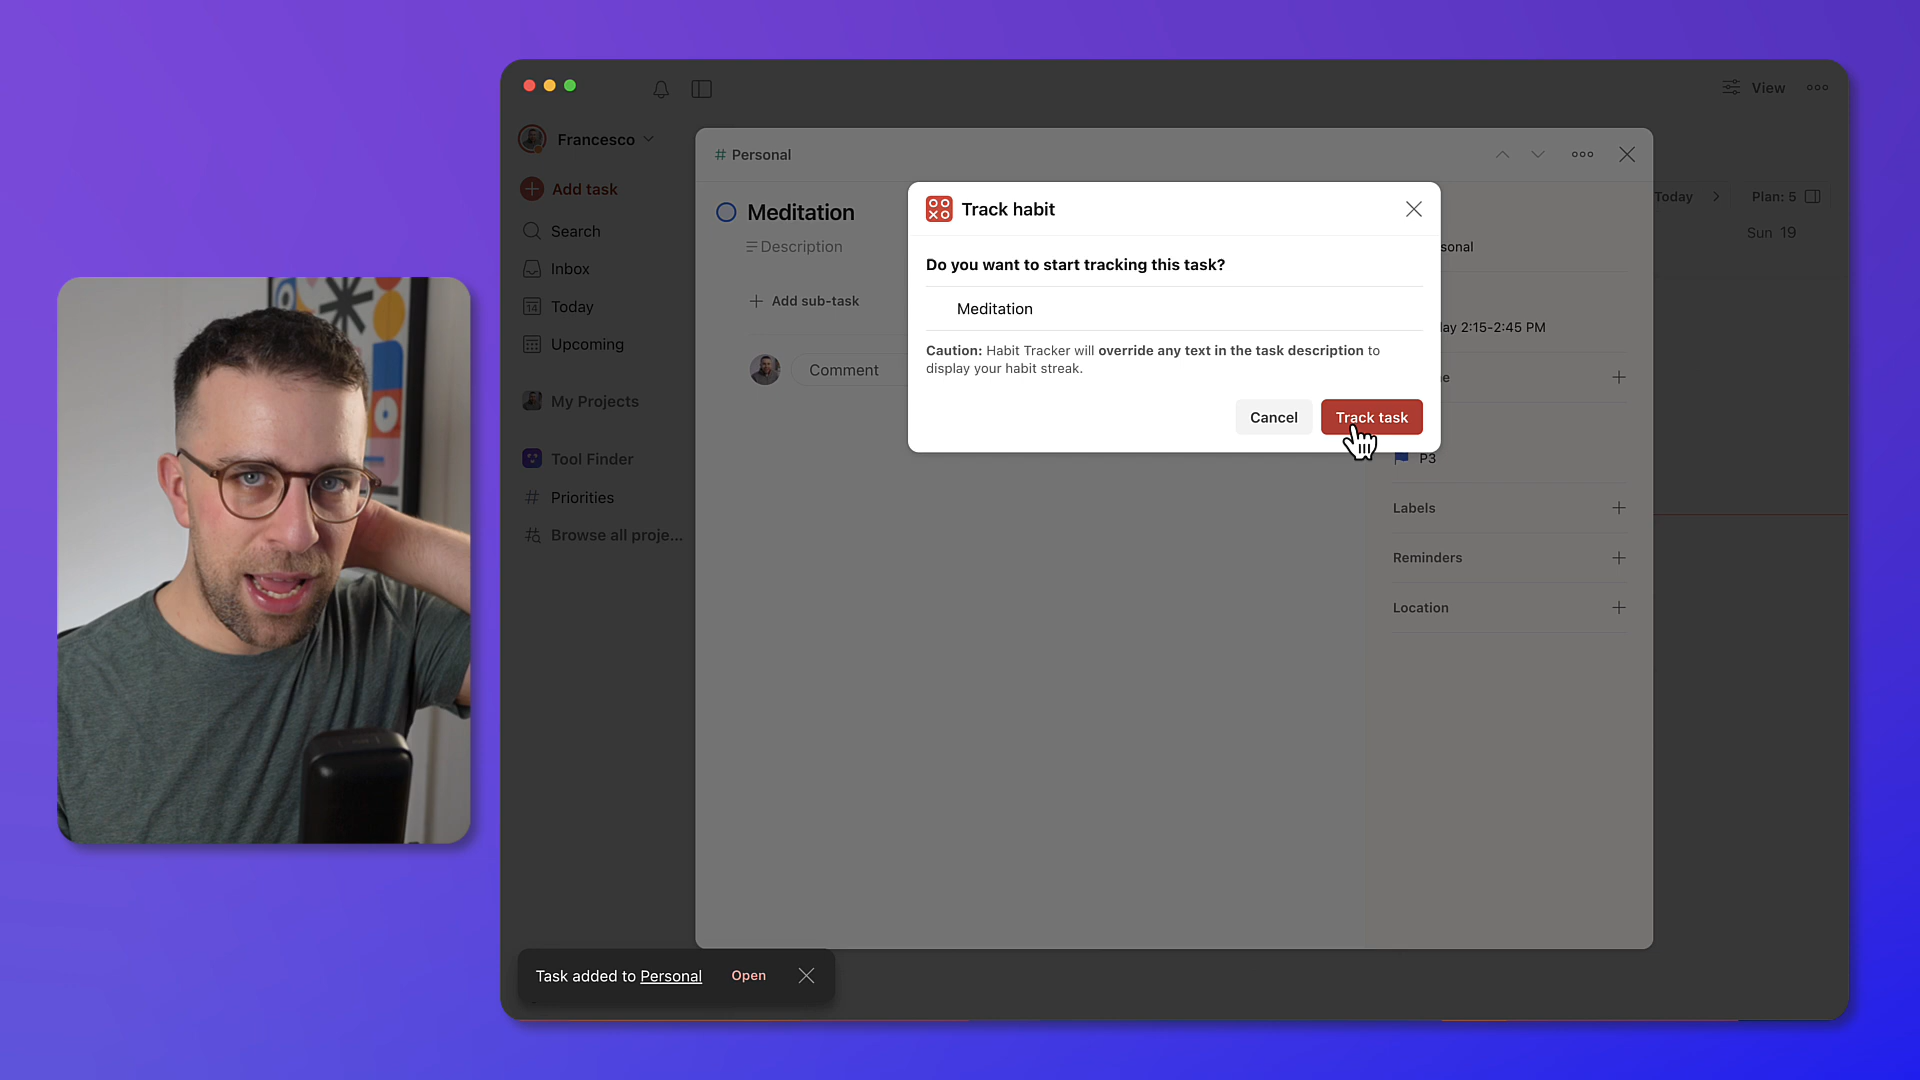 View
Francesco
Add task
Search
Inbox
14
Today
Upcoming
My Projects
Tool Finder
# Priorities
Browse all proje...
# Personal
Meditation
Description
Add sub-task
Comment
Track habit
Do you want to start tracking this task?
Meditation
Caution: Habit Tracker will override any text in the task description to
display your habit streak.
Cancel
Track task
sonal
ay 2:15-2:45 PM
e
P3
Labels
Reminders
Location
Today
Plan: 5
Sun 19
Task added to Personal
Open